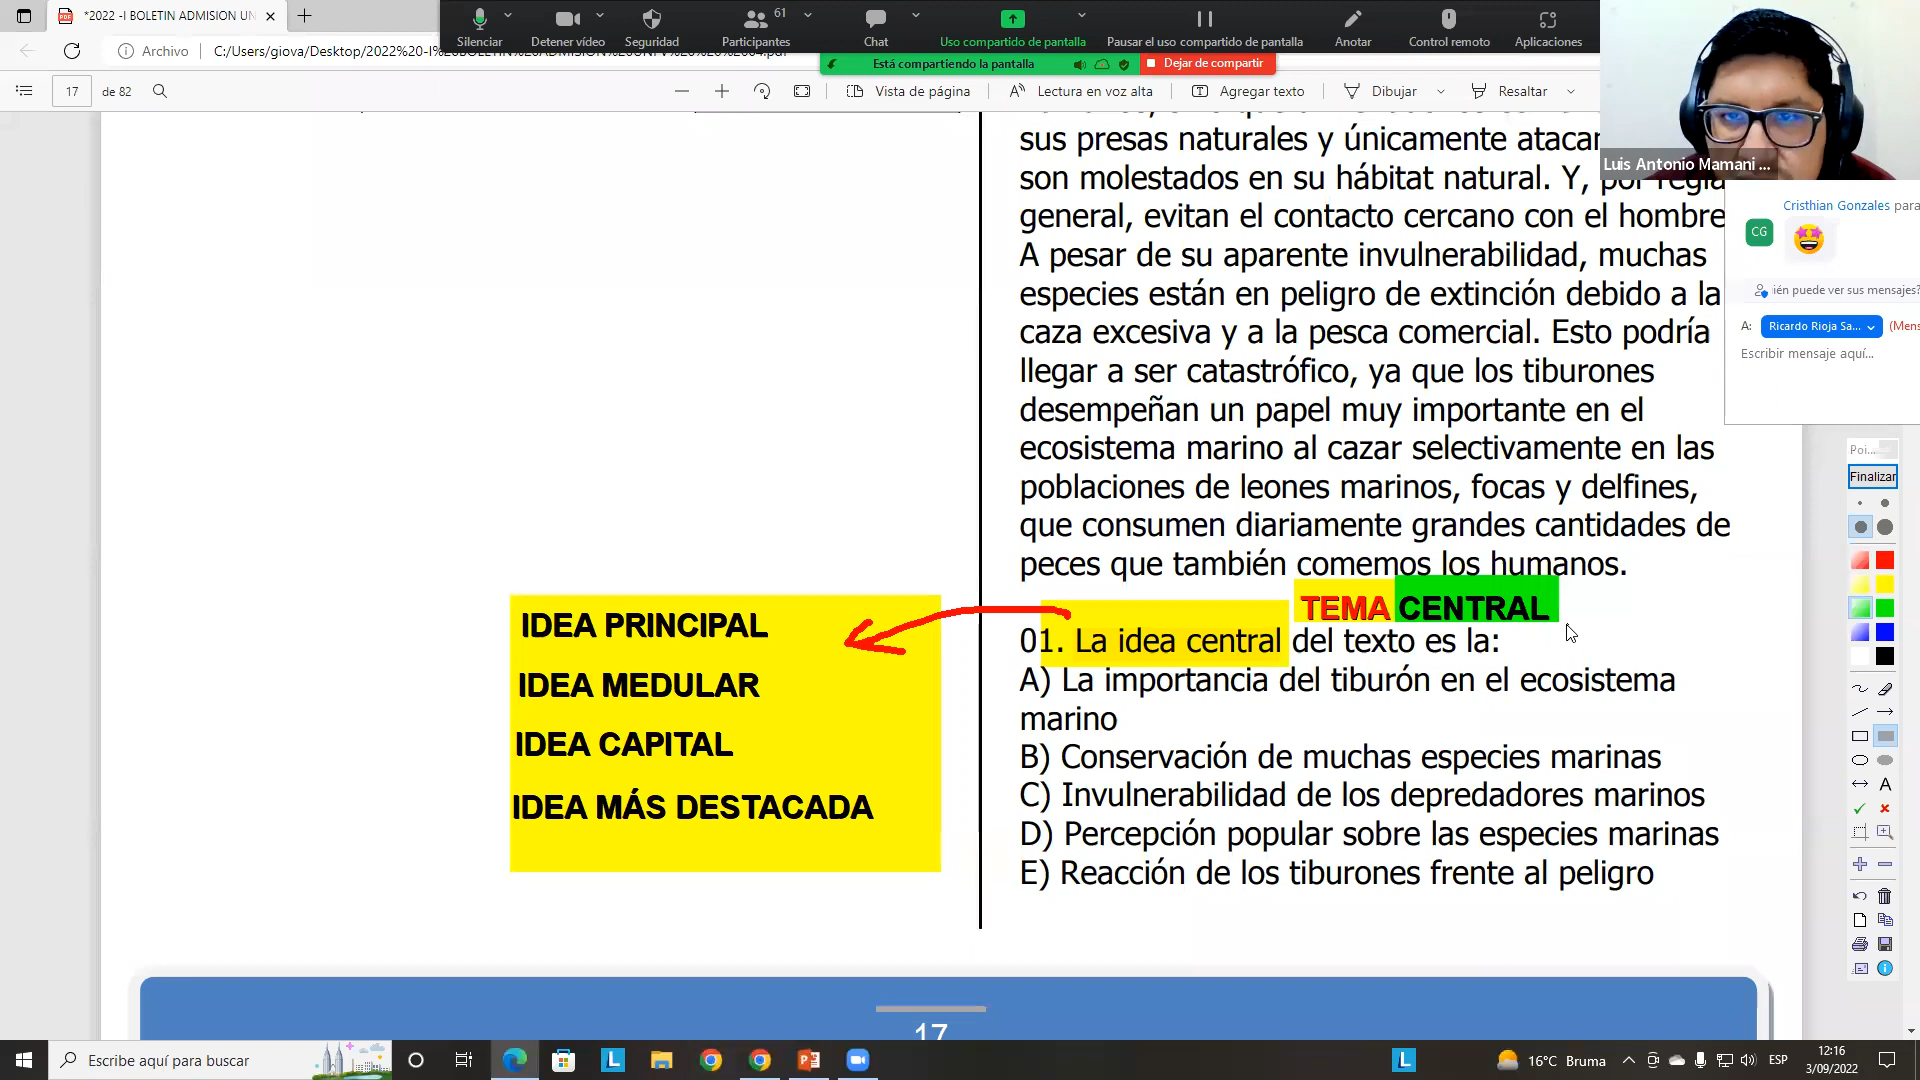 *2022 -I BOLETIN ADMISION UN
Silenciar
Detener vídeo
Seguridad
61
Participantes
Chat
Uso compartido de pantalla
Pausar el uso compartido de pantalla
Anotar
Control remoto
Aplicaciones
Archivo
Está compartiendo la pantalla
Dejar de compartir
17
de 82
Vista de página
Lectura en voz alta
Agregar texto
Dibujar
Resaltar
Luis Antonio Mamani ...
Cristhian Gonzales para
CG
ién puede ver sus mensajes?
A: Ricardo Rioja Sa... (Mens
Escribir mensaje aquí...
sus presas naturales y únicamente atacan
son molestados en su hábitat natural. Y, por regla
general, evitan el contacto cercano con el hombre
A pesar de su aparente invulnerabilidad, muchas
especies están en peligro de extinción debido a la
caza excesiva y a la pesca comercial. Esto podría
llegar a ser catastrófico, ya que los tiburones
desempeñan un papel muy importante en el
ecosistema marino al cazar selectivamente en las
poblaciones de leones marinos, focas y delfines,
que consumen diariamente grandes cantidades de
peces que también comemos los humanos.
TEMA CENTRAL
01. La idea central del texto es la:
A) La importancia del tiburón en el ecosistema
marino
B) Conservación de muchas especies marinas
C) Invulnerabilidad de los depredadores marinos
D) Percepción popular sobre las especies marinas
E) Reacción de los tiburones frente al peligro
IDEA PRINCIPAL
IDEA MEDULAR
IDEA CAPITAL
IDEA MÁS DESTACADA
Poi...
Finalizar
A
17
Escribe aquí para buscar
16°C Bruma
ESP
12:16
3/09/2022